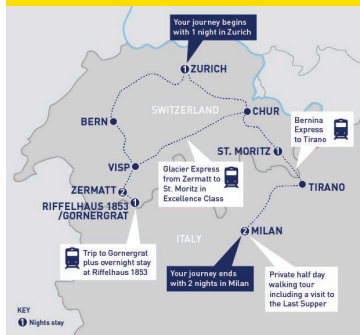 Your journey begins
with 1 night in Zurich
1 ZURICH
SWITZERLAND
CHUR
BERN
Bernina
Express
to Tirano
ST. MORITZ 1
VISP
Glacier Express
from Zermatt to
St. Moritz in
Excellence Class
TIRANO
ZERMATT 2
RIFFELHAUS 1853 1
/GORNERGRAT
ITALY
2 MILAN
Trip to Gornergrat
plus overnight stay
at Riffelhaus 1853
Your journey ends
with 2 nights in Milan
Private half day
walking tour
including a visit to
the Last Supper
KEY
1 Nights stay